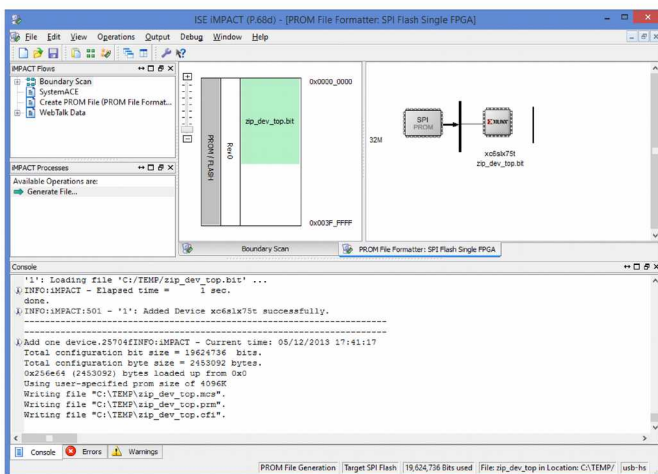 ISE iMPACT (P.68d) - [PROM File Formatter: SPI Flash Single FPGA]
File Edit View Operations Output Debug Window Help
iMPACT Flows
Boundary Scan
SystemACE
Create PROM File (PROM File Format...
WebTalk Data
iMPACT Processes
Available Operations are:
Generate File...
PROM / FLASH
Rev0
zip_dev_top.bit
0x0000_0000
0x003F_FFFF
32M
SPI
PROM
XILINX
xc6slx75t
zip_dev_top.bit
Boundary Scan
PROM File Formatter: SPI Flash Single FPGA
Console
'1': Loading file 'C:/TEMP/zip_dev_top.bit' ...
INFO:iMPACT - Elapsed time = 1 sec.
done.
INFO:iMPACT:501 - '1': Added Device xc6slx75t successfully.
----------------------------------------------------------------------
----------------------------------------------------------------------
Add one device.25704fINFO:iMPACT - Current time: 05/12/2013 17:41:17
Total configuration bit size = 19624736 bits.
Total configuration byte size = 2453092 bytes.
0x256e64 (2453092) bytes loaded up from 0x0
Using user-specified prom size of 4096K
Writing file "C:\TEMP\zip_dev_top.mcs".
Writing file "C:\TEMP\zip_dev_top.prm".
Writing file "C:\TEMP\zip_dev_top.cfi".
Console Errors Warnings
PROM File Generation Target SPI Flash 19,624,736 Bits used File: zip_dev_top in Location: C:\TEMP/ usb-hs